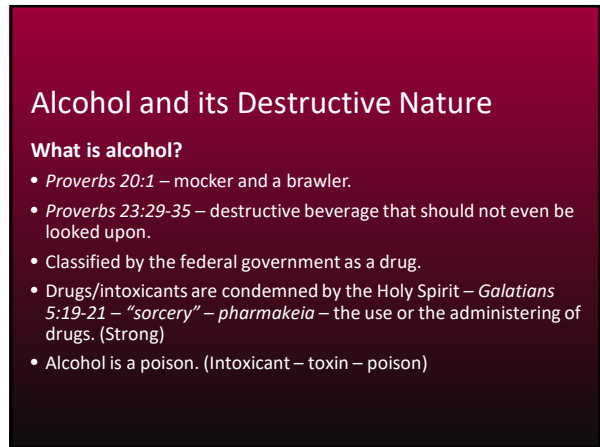 Alcohol and its Destructive Nature
What is alcohol?
• Proverbs 20:1 – mocker and a brawler.
• Proverbs 23:29-35 – destructive beverage that should not even be
looked upon.
• Classified by the federal government as a drug.
• Drugs/intoxicants are condemned by the Holy Spirit – Galatians
5:19-21 – “sorcery” – pharmakeia – the use or the administering of
drugs. (Strong)
• Alcohol is a poison. (Intoxicant – toxin – poison)